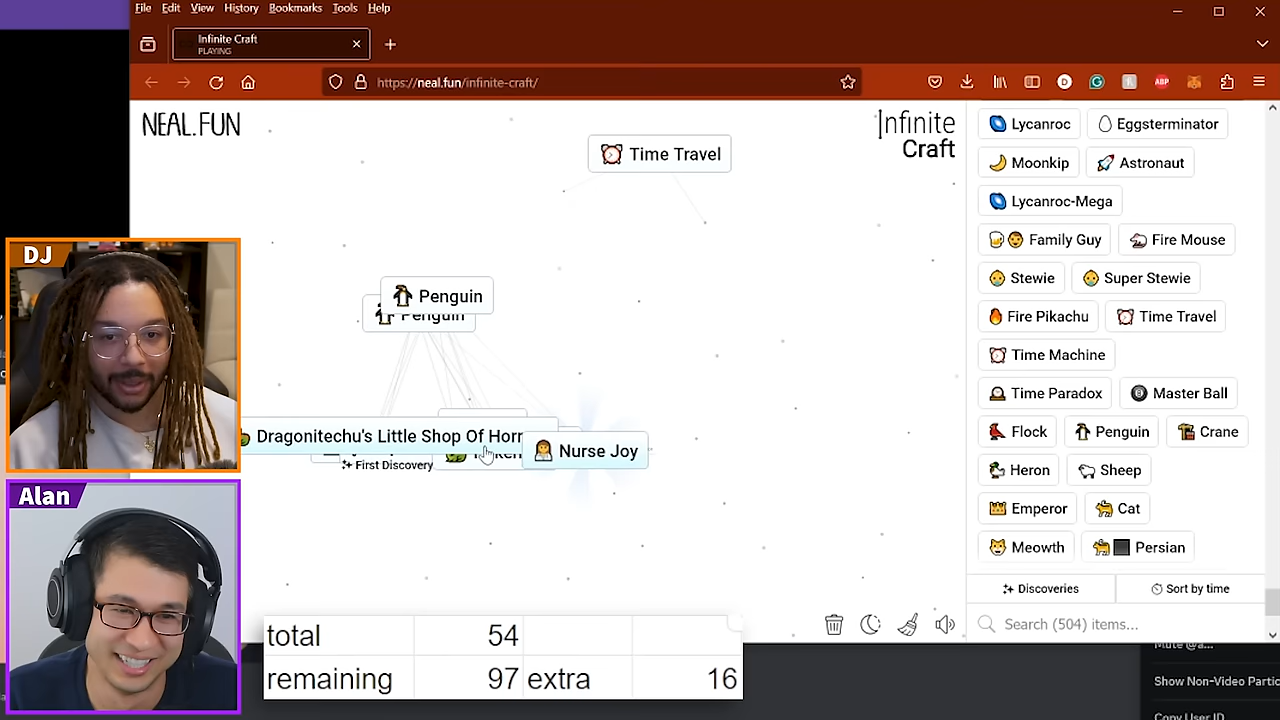 File Edit View History Bookmarks Tools Help
Infinite Craft
PLAYING
https://neal.fun/infinite-craft/
NEAL.FUN
Infinite
Craft
Time Travel
Penguin
Penguin
Dragonitechu's Little Shop Of Horr
Nurse Joy
First Discovery
Lycanroc Eggsterminator
Moonkip Astronaut
Lycanroc-Mega
Family Guy Fire Mouse
Stewie Super Stewie
Fire Pikachu Time Travel
Time Machine
Time Paradox Master Ball
Flock Penguin Crane
Heron Sheep
Emperor Cat
Meowth Persian
Discoveries Sort by time
Search (504) items...
DJ
Alan
total 54
remaining 97 extra 16
Mute @a...
Show Non-Video Partic
Copy User ID